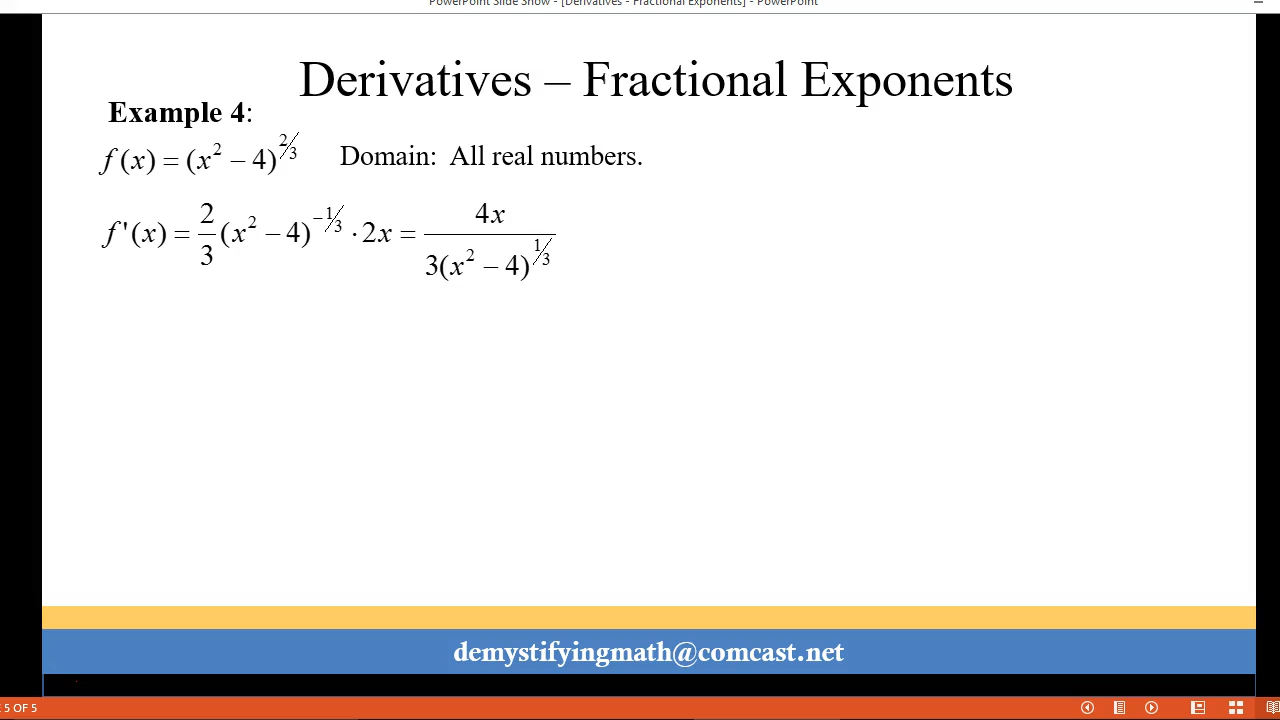 PowerPoint Slide Show - [Derivatives - Fractional Exponents] - PowerPoint
Derivatives – Fractional Exponents
Example 4:
f(x) = (x² – 4)^(2/3) Domain: All real numbers.
f'(x) = 2/3 (x² – 4)^(–1/3) · 2x = 4x / 3(x² – 4)^(1/3)
demystifyingmath@comcast.net
5 OF 5